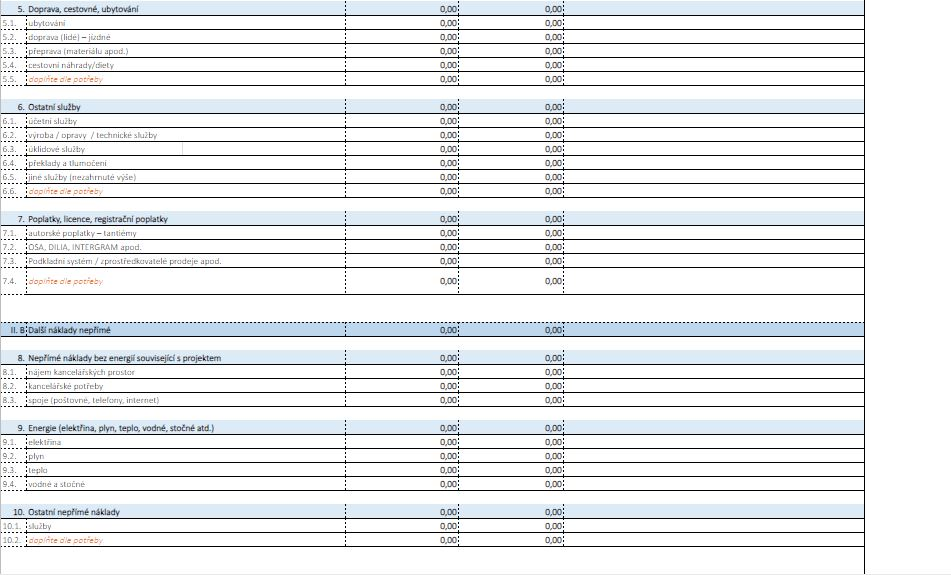 5. Doprava, cestovné, ubytování 0,00 0,00
5.1. ubytování 0,00 0,00
5.2. doprava (lidé) – jízdné 0,00 0,00
5.3. přeprava (materiálu apod.) 0,00 0,00
5.4. cestovní náhrady/diety 0,00 0,00
5.5. doplňte dle potřeby 0,00 0,00
6. Ostatní služby 0,00 0,00
6.1. účetní služby 0,00 0,00
6.2. výroba / opravy / technické služby 0,00 0,00
6.3. úklidové služby 0,00 0,00
6.4. překlady a tlumočení 0,00 0,00
6.5. jiné služby (nezahrnuté výše) 0,00 0,00
6.6. doplňte dle potřeby 0,00 0,00
7. Poplatky, licence, registrační poplatky 0,00 0,00
7.1. autorské poplatky – tantiémy 0,00 0,00
7.2. OSA, DILIA, INTERGRAM apod. 0,00 0,00
7.3. Podkladní systém / zprostředkovatelé prodeje apod. 0,00 0,00
7.4. doplňte dle potřeby 0,00 0,00
II. B Další náklady nepřímé 0,00 0,00
8. Nepřímé náklady bez energií související s projektem 0,00 0,00
8.1. nájem kancelářských prostor 0,00 0,00
8.2. kancelářské potřeby 0,00 0,00
8.3. spoje (poštovné, telefony, internet) 0,00 0,00
9. Energie (elektřina, plyn, teplo, vodné, stočné atd.) 0,00 0,00
9.1. elektřina 0,00 0,00
9.2. plyn 0,00 0,00
9.3. teplo 0,00 0,00
9.4. vodné a stočné 0,00 0,00
10. Ostatní nepřímé náklady 0,00 0,00
10.1. služby 0,00 0,00
10.2. doplňte dle potřeby 0,00 0,00